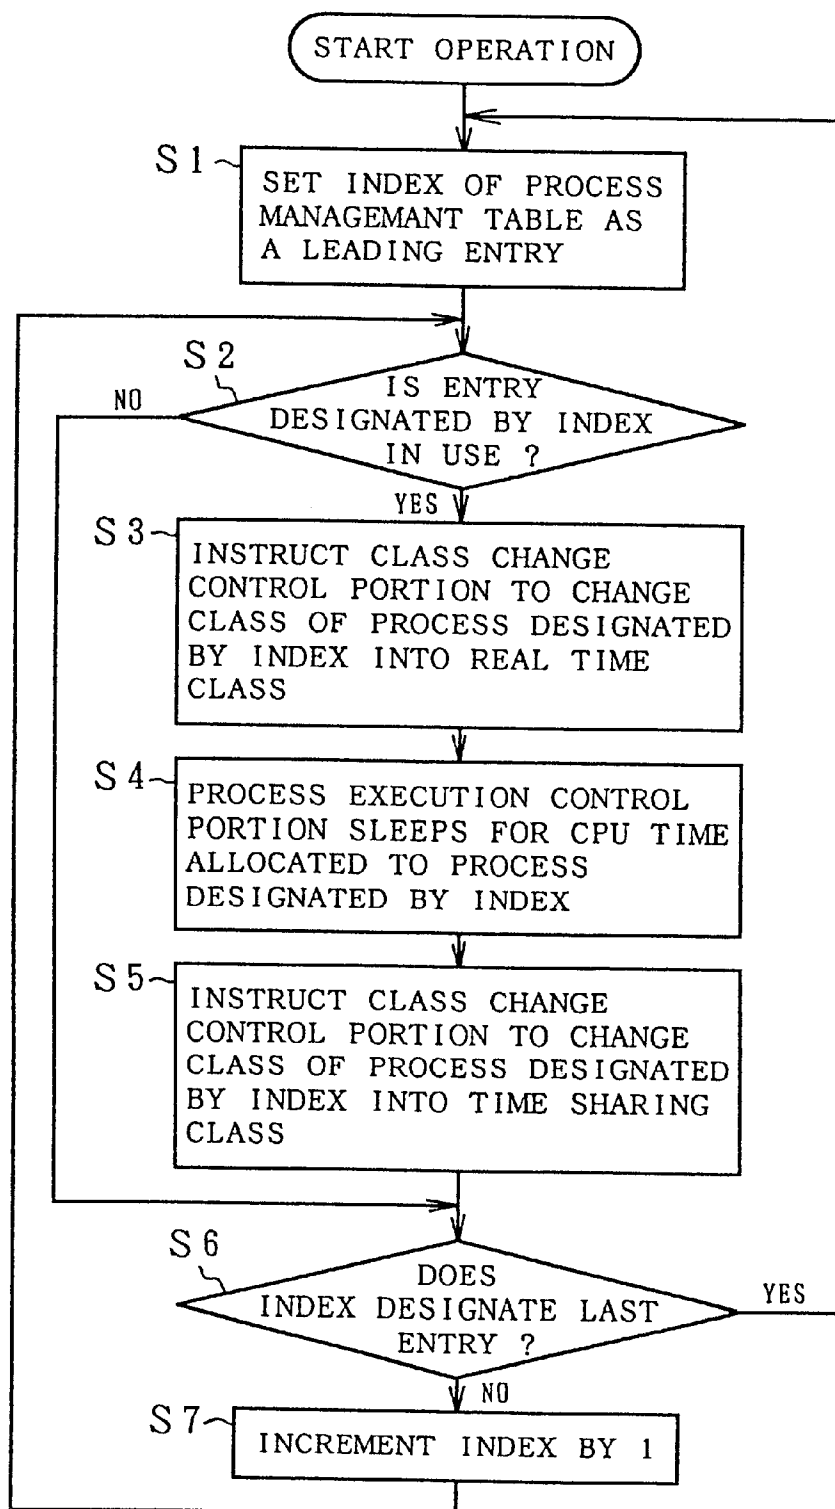 START OPERATION
S1
SET INDEX OF PROCESS
MANAGEMANT TABLE AS
A LEADING ENTRY
S2
NO
IS ENTRY
DESIGNATED BY INDEX
IN USE ?
YES
S3
INSTRUCT CLASS CHANGE
CONTROL PORTION TO CHANGE
CLASS OF PROCESS DESIGNATED
BY INDEX INTO REAL TIME
CLASS
S4
PROCESS EXECUTION CONTROL
PORTION SLEEPS FOR CPU TIME
ALLOCATED TO PROCESS
DESIGNATED BY INDEX
S5
INSTRUCT CLASS CHANGE
CONTROL PORTION TO CHANGE
CLASS OF PROCESS DESIGNATED
BY INDEX INTO TIME SHARING
CLASS
S6
DOES
INDEX DESIGNATE LAST
ENTRY ?
YES
NO
S7
INCREMENT INDEX BY 1